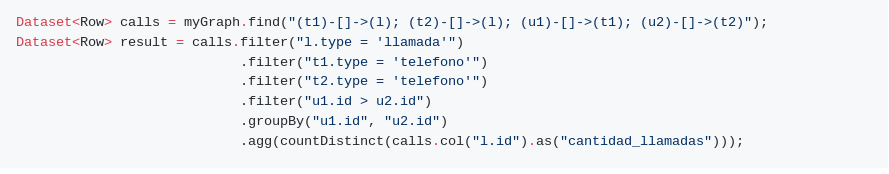 Dataset<Row> calls = myGraph.find("(t1)-[]->(l); (t2)-[]->(l); (u1)-[]->(t1); (u2)-[]->(t2)");
Dataset<Row> result = calls.filter("l.type = 'llamada'")
.filter("t1.type = 'telefono'")
.filter("t2.type = 'telefono'")
.filter("u1.id > u2.id")
.groupBy("u1.id", "u2.id")
.agg(countDistinct(calls.col("l.id").as("cantidad_llamadas")));